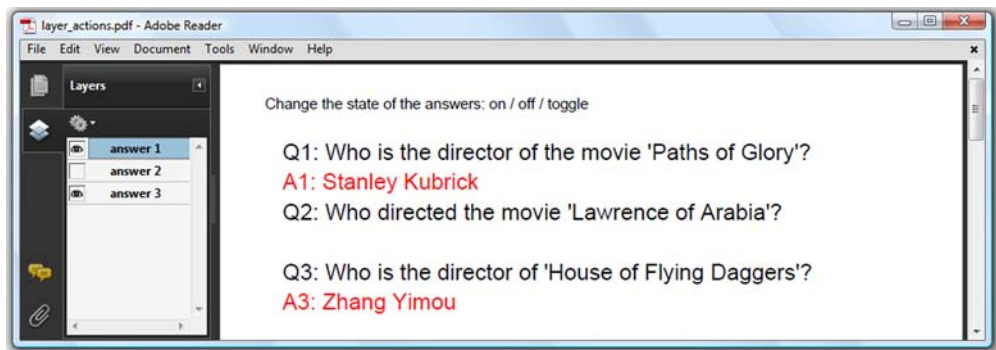 layer_actions.pdf - Adobe Reader
File Edit View Document Tools Window Help
Layers
answer 1
answer 2
answer 3
Change the state of the answers: on / off / toggle
Q1: Who is the director of the movie 'Paths of Glory'?
A1: Stanley Kubrick
Q2: Who directed the movie 'Lawrence of Arabia'?
Q3: Who is the director of 'House of Flying Daggers'?
A3: Zhang Yimou